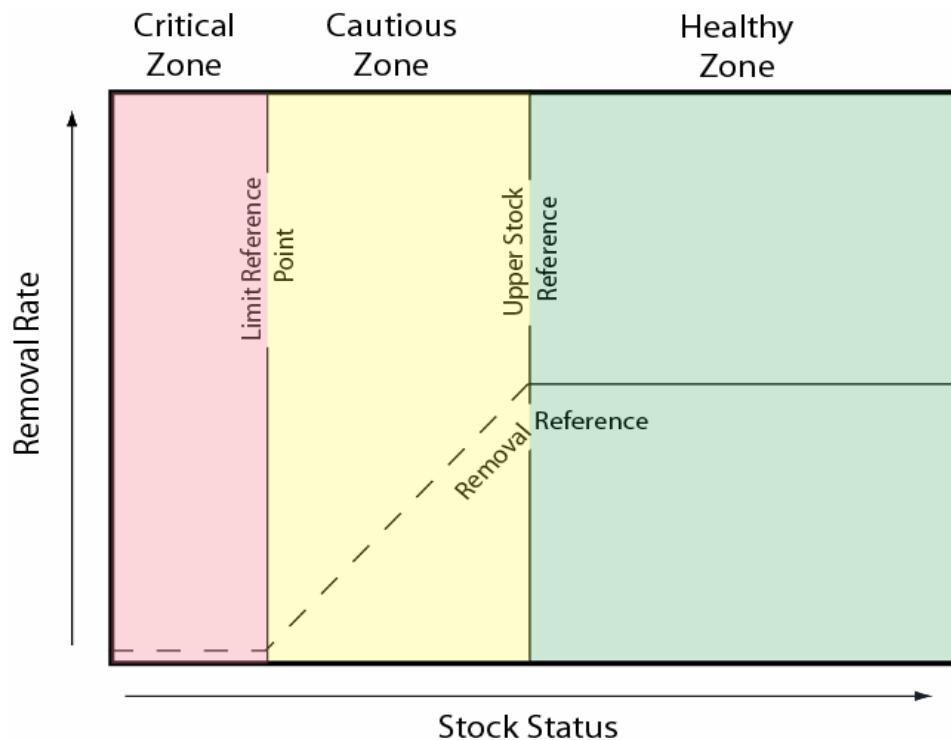 Critical
Zone
Cautious
Zone
Healthy
Zone
Removal Rate
Limit Reference
Point
Upper Stock
Reference
Removal Reference
Stock Status